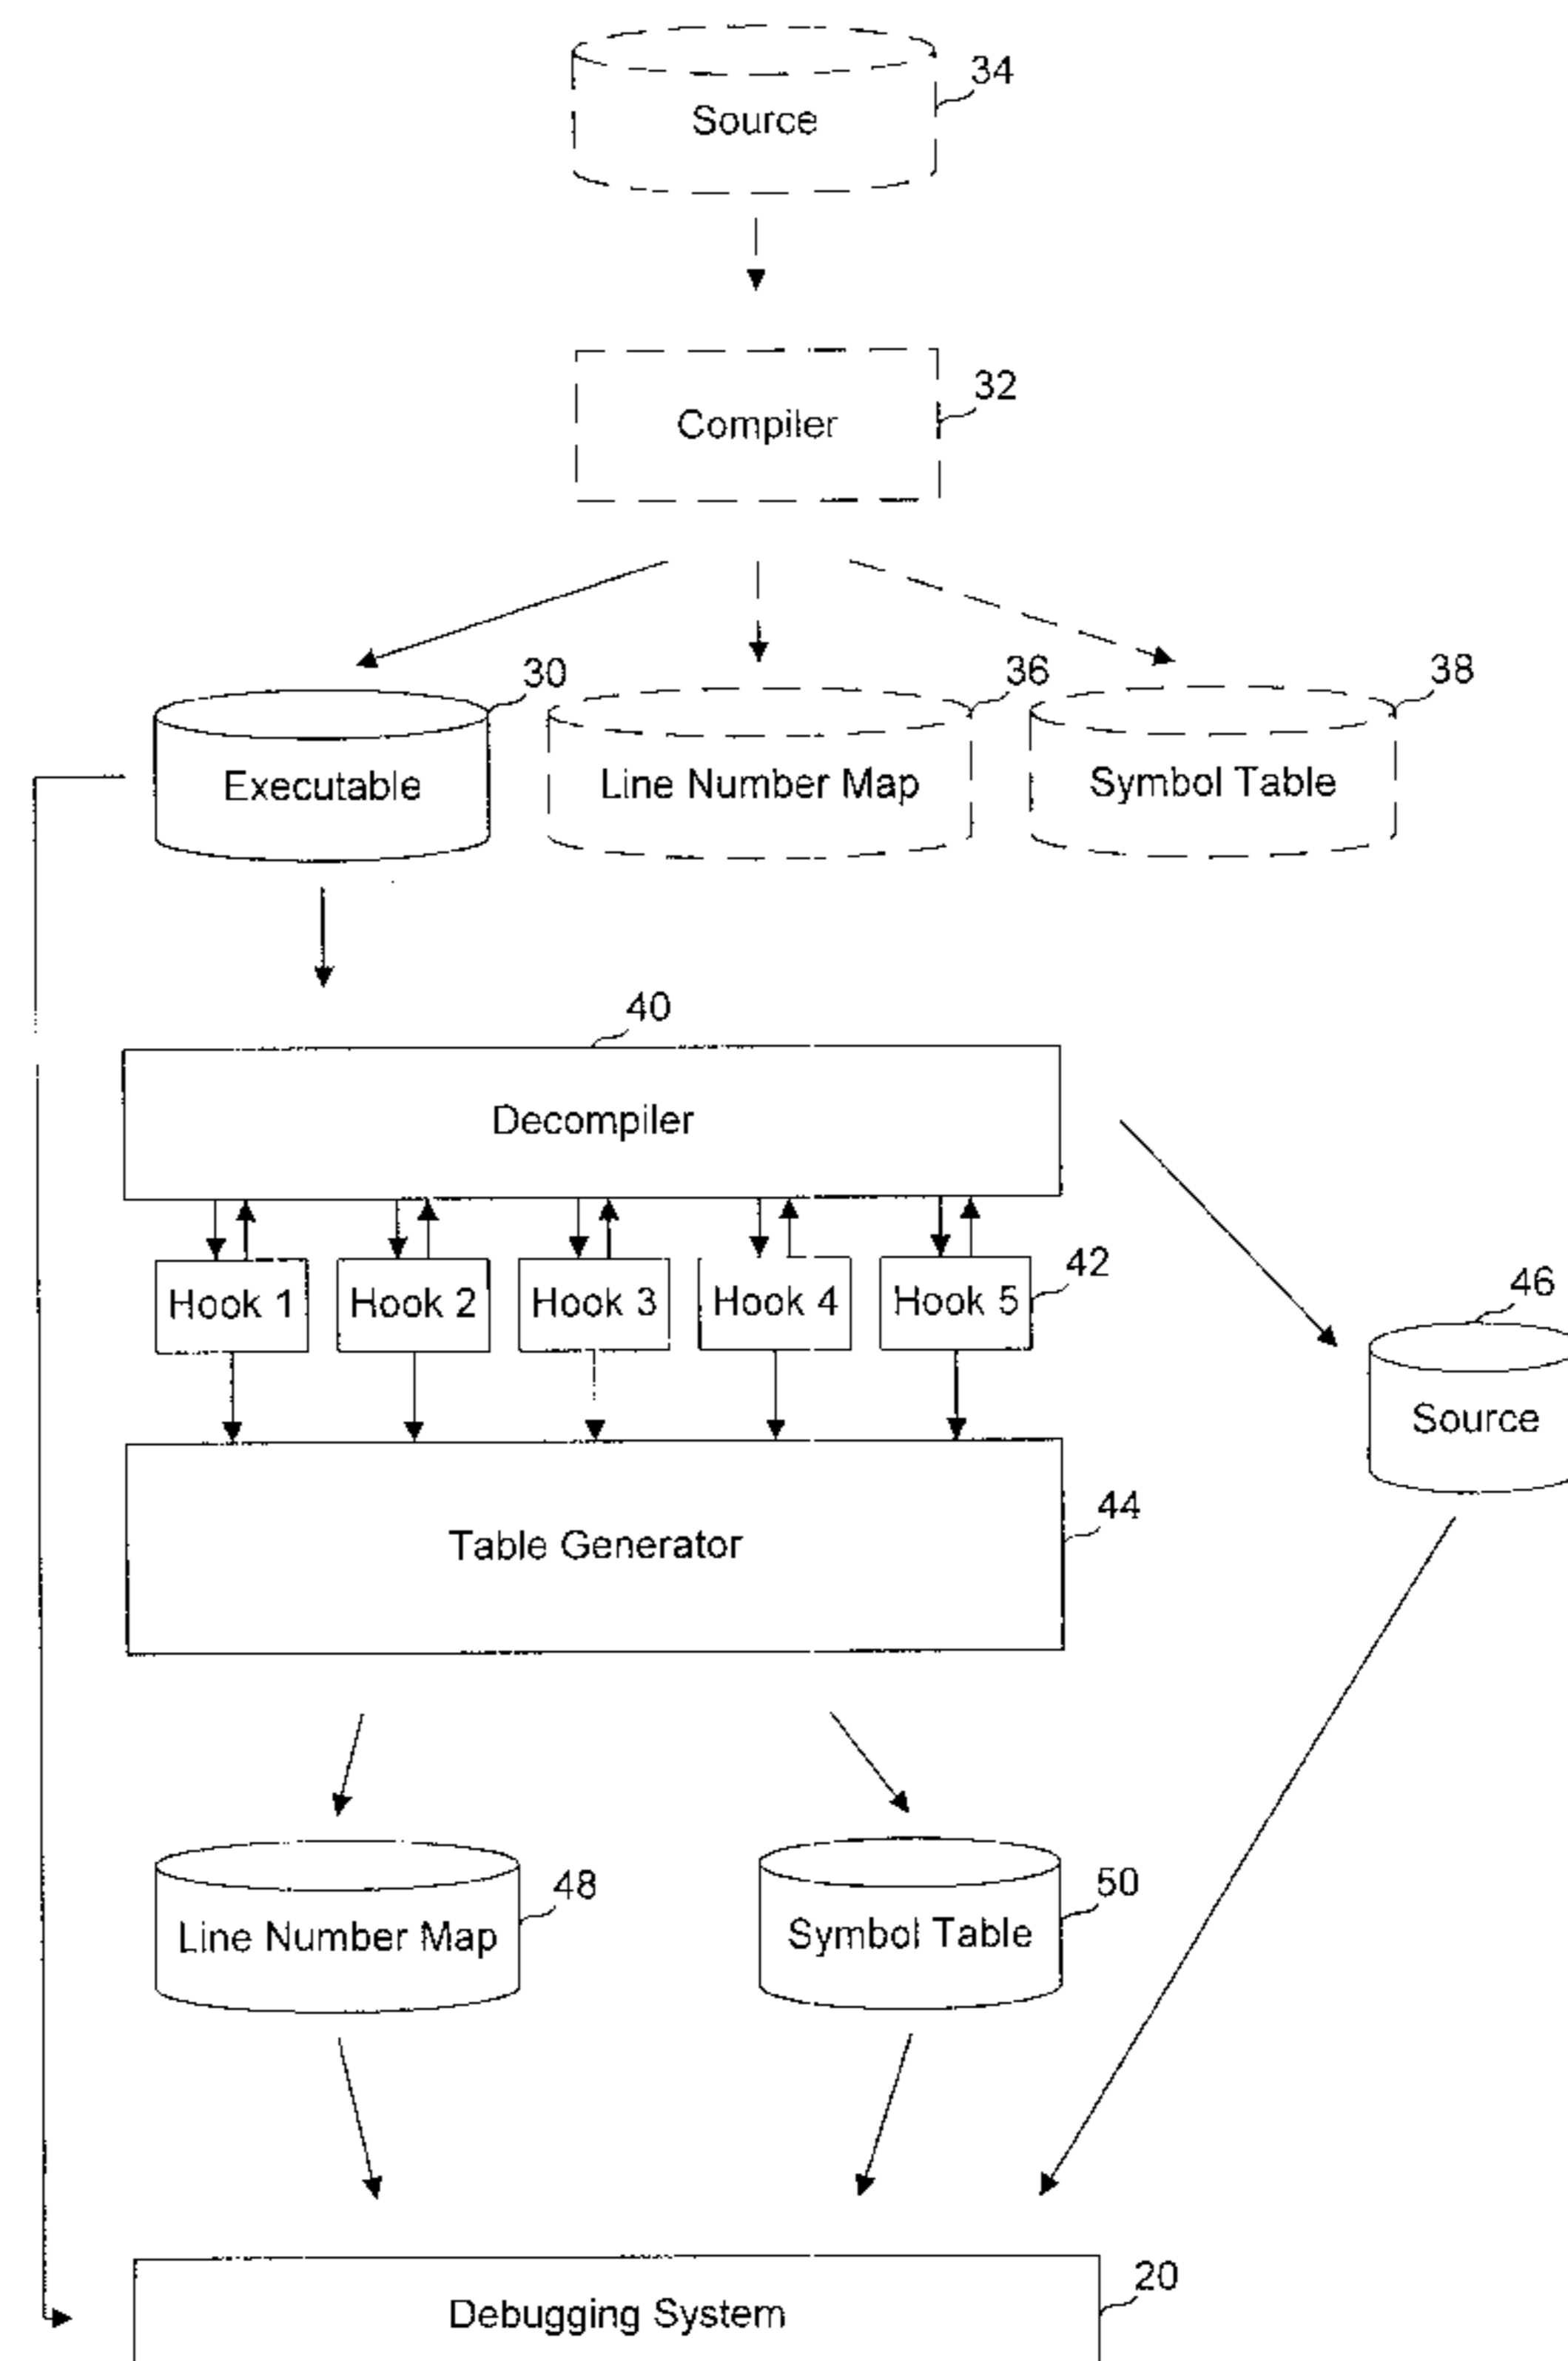 34
Source
32
Compiler
30
36
38
Executable
Line Number Map
Symbol Table
40
Decompiler
42
Hook 1
Hook 2
Hook 3
Hook 4
Hook 5
46
Source
44
Table Generator
48
50
Line Number Map
Symbol Table
20
Debugging System